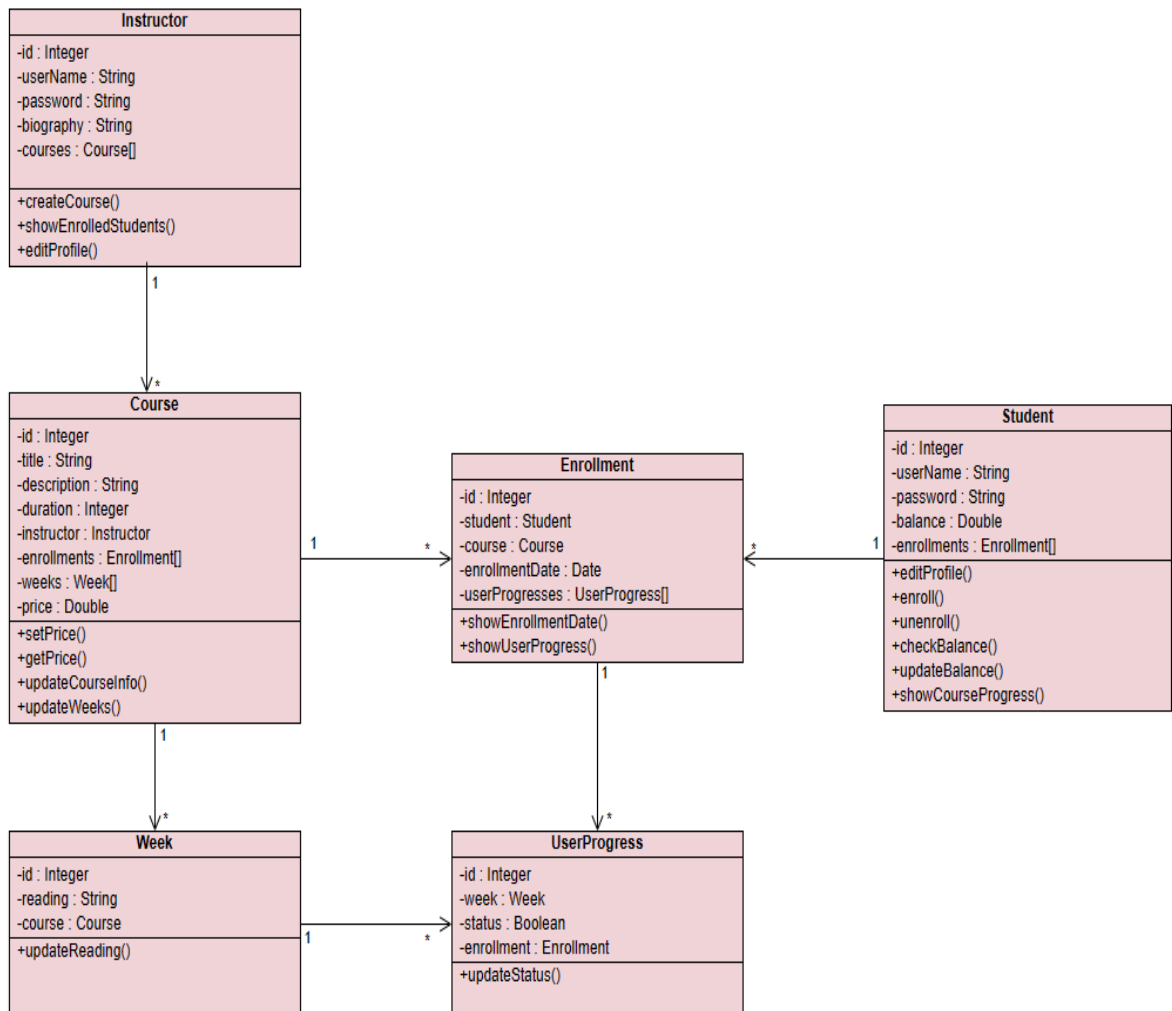 Instructor
-id : Integer
-userName : String
-password : String
-biography : String
-courses : Course[]
+createCourse()
+showEnrolledStudents()
+editProfile()
1
*
Course
-id : Integer
-title : String
-description : String
-duration : Integer
-instructor : Instructor
-enrollments : Enrollment[]
-weeks : Week[]
-price : Double
+setPrice()
+getPrice()
+updateCourseInfo()
+updateWeeks()
1
*
Enrollment
-id : Integer
-student : Student
-course : Course
-enrollmentDate : Date
-userProgresses : UserProgress[]
+showEnrollmentDate()
+showUserProgress()
*
1
Student
-id : Integer
-userName : String
-password : String
-balance : Double
-enrollments : Enrollment[]
+editProfile()
+enroll()
+unenroll()
+checkBalance()
+updateBalance()
+showCourseProgress()
1
*
1
*
Week
-id : Integer
-reading : String
-course : Course
+updateReading()
1
*
UserProgress
-id : Integer
-week : Week
-status : Boolean
-enrollment : Enrollment
+updateStatus()